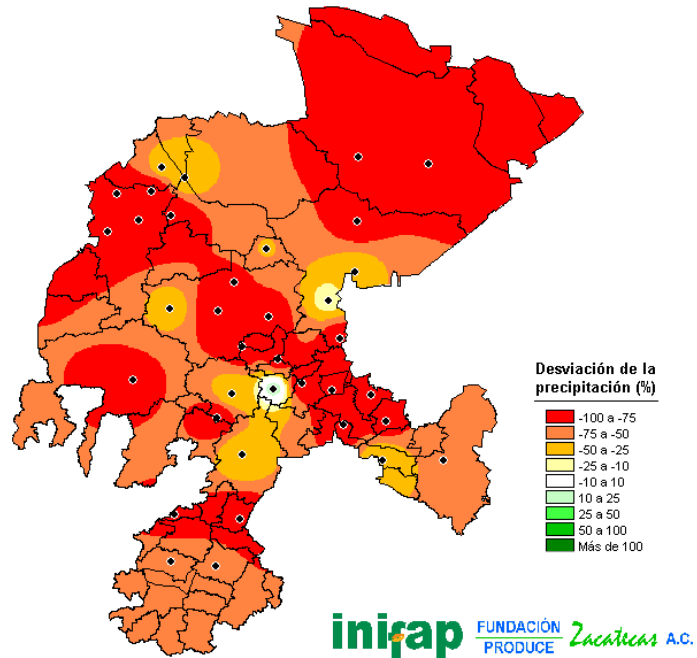 Desviación de la
precipitación (%)
-100 a -75
-75 a -50
-50 a -25
-25 a -10
-10 a 10
10 a 25
25 a 50
50 a 100
Más de 100
inifap
FUNDACIÓN
PRODUCE
Zacatecas A.C.